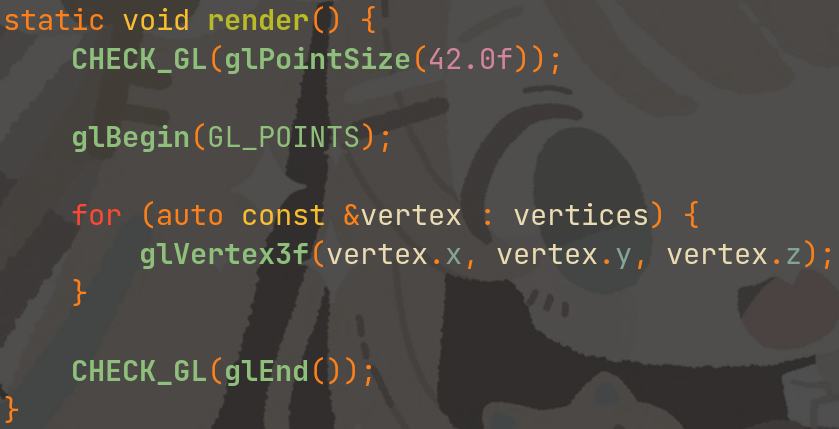 static void render() {
CHECK_GL(glPointSize(42.0f));
glBegin(GL_POINTS);
for (auto const &vertex : vertices) {
glVertex3f(vertex.x, vertex.y, vertex.z);
}
CHECK_GL(glEnd());
}